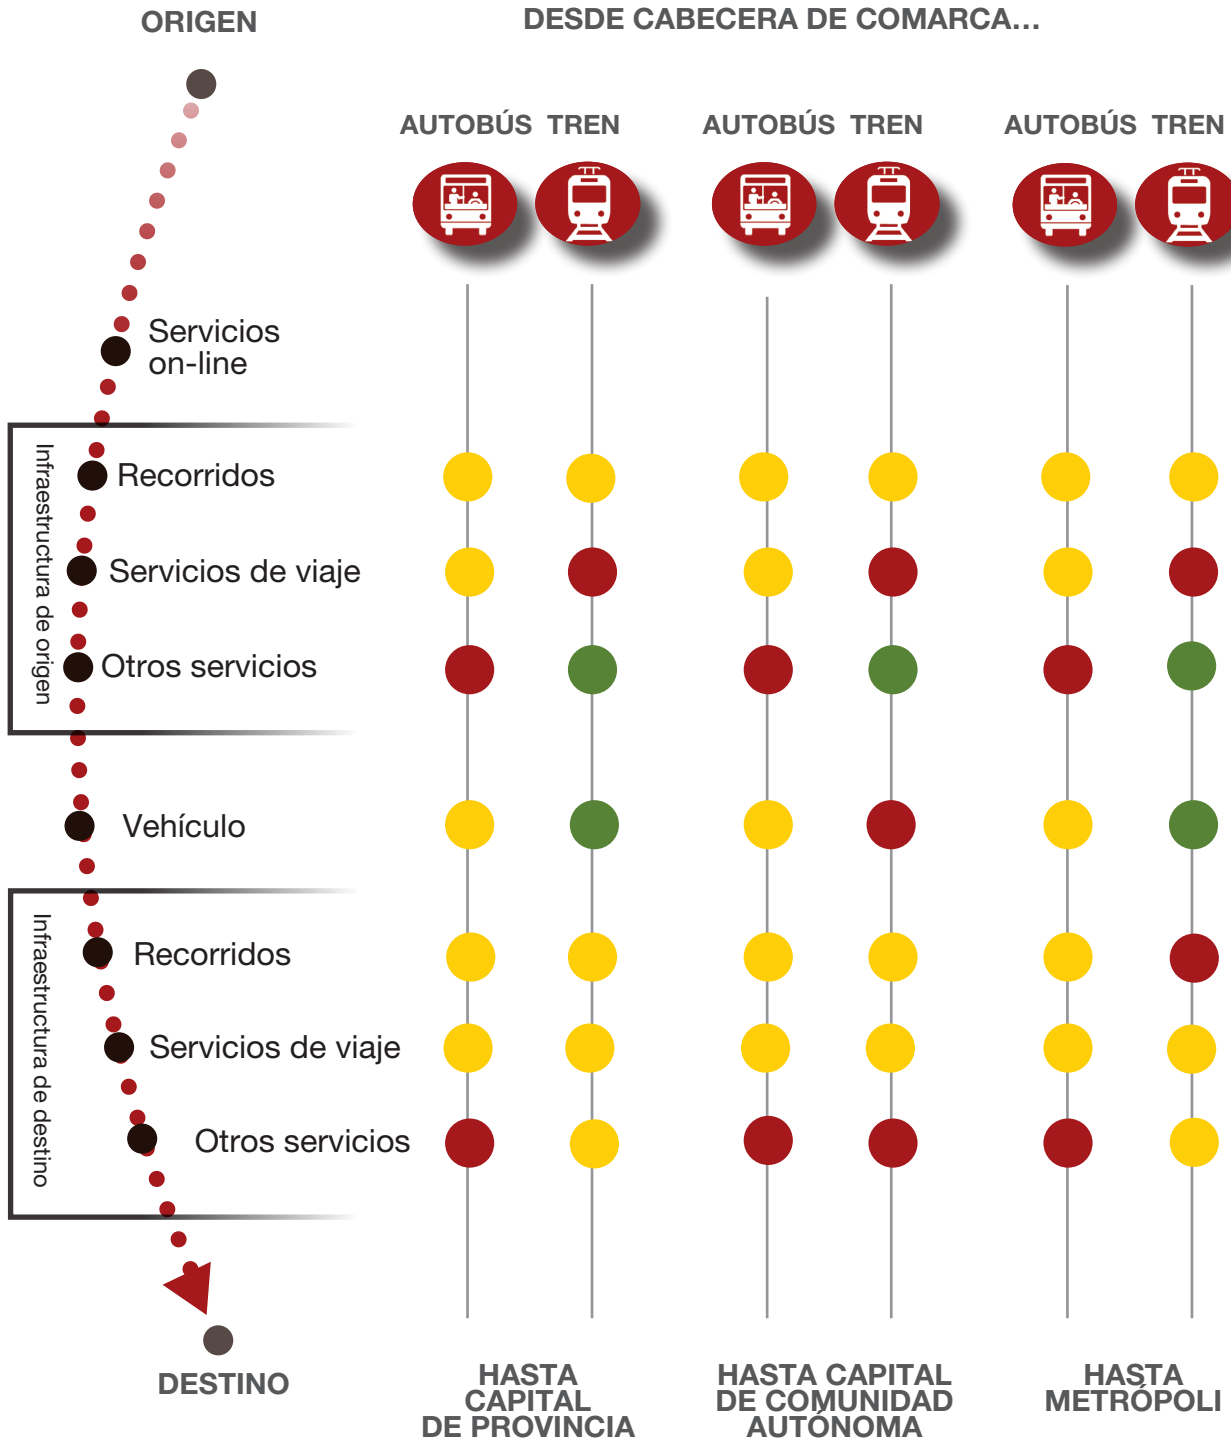 ORIGEN
DESDE CABECERA DE COMARCA...
AUTOBÚS TREN
AUTOBÚS TREN
AUTOBÚS TREN
Servicios
on-line
Infraestructura de origen
Recorridos
Servicios de viaje
Otros servicios
Vehículo
Infraestructura de destino
Recorridos
Servicios de viaje
Otros servicios
DESTINO
HASTA
CAPITAL
DE PROVINCIA
HASTA CAPITAL
DE COMUNIDAD
AUTÓNOMA
HASTA
METRÓPOLI